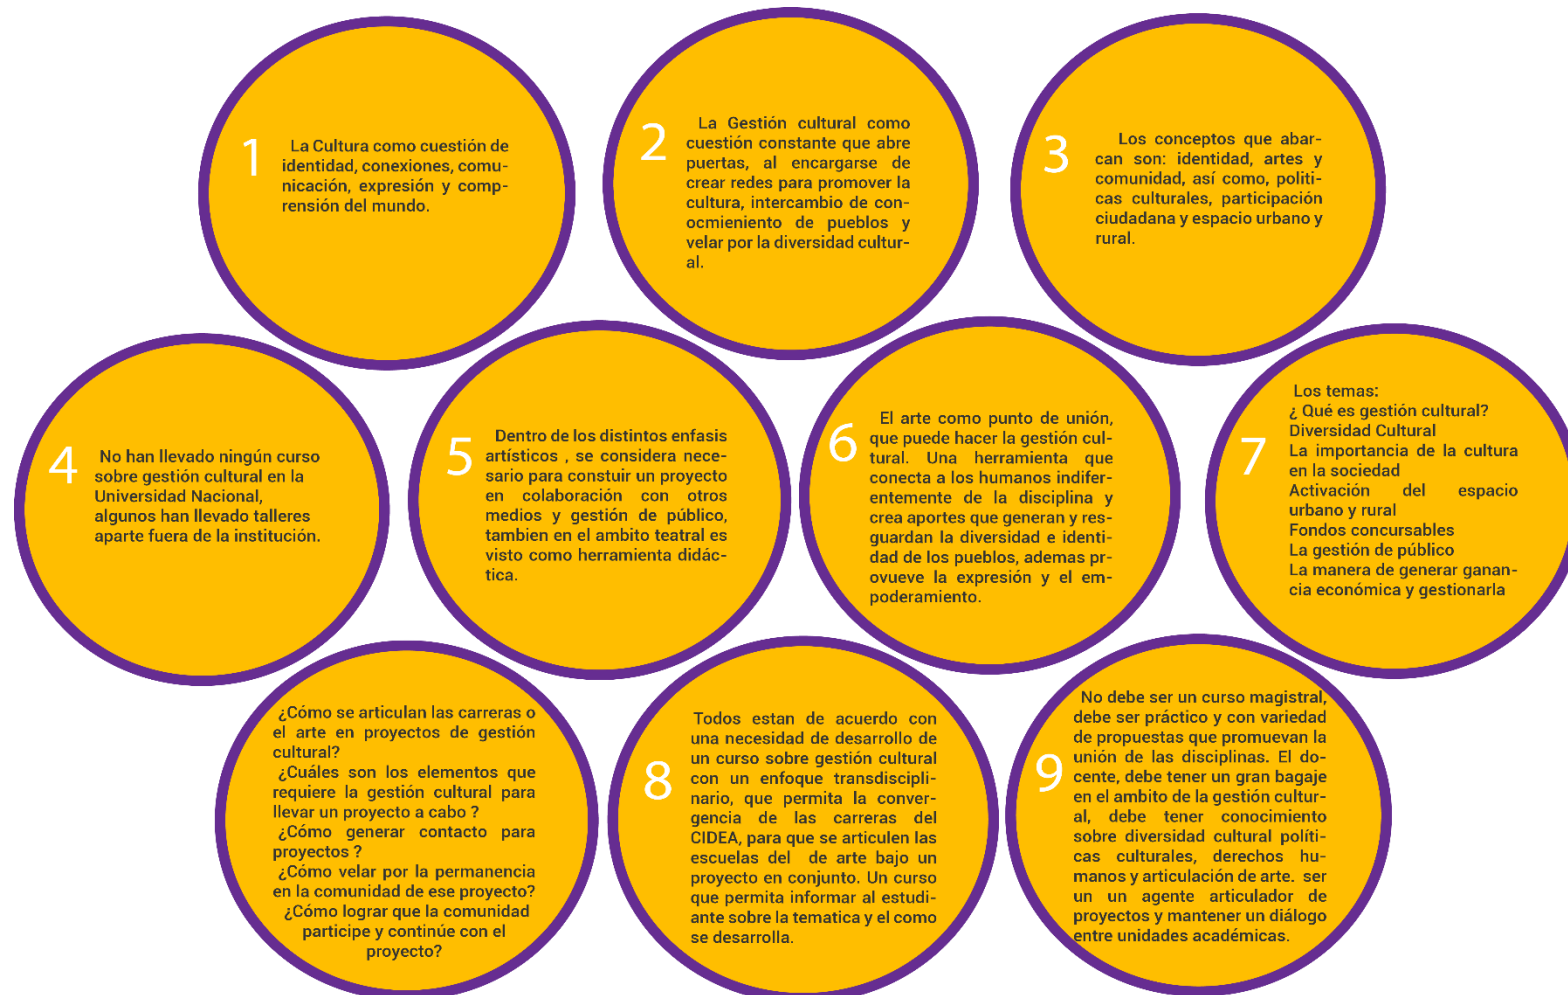 1
La Cultura como cuestión de
identidad, conexiones, comu-
nicación, expresión y comp-
rensión del mundo.
2
La Gestión cultural como
cuestión constante que abre
puertas, al encargarse de
crear redes para promover la
cultura, intercambio de con-
ocmieniento de pueblos y
velar por la diversidad cultur-
al.
3
Los conceptos que abar-
can son: identidad, artes y
comunidad, así como, politi-
cas culturales, participación
ciudadana y espacio urbano y
rural.
4
No han llevado ningún curso
sobre gestión cultural en la
Universidad Nacional,
algunos han llevado talleres
aparte fuera de la institución.
5
Dentro de los distintos enfasis
artísticos , se considera nece-
sario para constuir un proyecto
en colaboración con otros
medios y gestión de público,
tambien en el ambito teatral es
visto como herramienta didác-
tica.
6
El arte como punto de unión,
que puede hacer la gestión cul-
tural. Una herramienta que
conecta a los humanos indifer-
entemente de la disciplina y
crea aportes que generan y res-
guardan la diversidad e identi-
dad de los pueblos, ademas pr-
ovueve la expresión y el em-
poderamiento.
7
Los temas:
¿ Qué es gestión cultural?
Diversidad Cultural
La importancia de la cultura
en la sociedad
Activación del espacio
urbano y rural
Fondos concursables
La gestión de público
La manera de generar ganan-
cia económica y gestionarla
¿Cómo se articulan las carreras o
el arte en proyectos de gestión
cultural?
¿Cuáles son los elementos que
requiere la gestión cultural para
llevar un proyecto a cabo ?
¿Cómo generar contacto para
proyectos ?
¿Cómo velar por la permanencia
en la comunidad de ese proyecto?
¿Cómo lograr que la comunidad
participe y continúe con el
proyecto?
8
Todos estan de acuerdo con
una necesidad de desarrollo de
un curso sobre gestión cultural
con un enfoque transdiscipli-
nario, que permita la conver-
gencia de las carreras del
CIDEA, para que se articulen las
escuelas del de arte bajo un
proyecto en conjunto. Un curso
que permita informar al estudi-
ante sobre la tematica y el como
se desarrolla.
9
No debe ser un curso magistral,
debe ser práctico y con variedad
de propuestas que promuevan la
unión de las disciplinas. El do-
cente, debe tener un gran bagaje
en el ambito de la gestión cultur-
al, debe tener conocimiento
sobre diversidad cultural políti-
cas culturales, derechos hu-
manos y articulación de arte. ser
un un agente articulador de
proyectos y mantener un diálogo
entre unidades académicas.